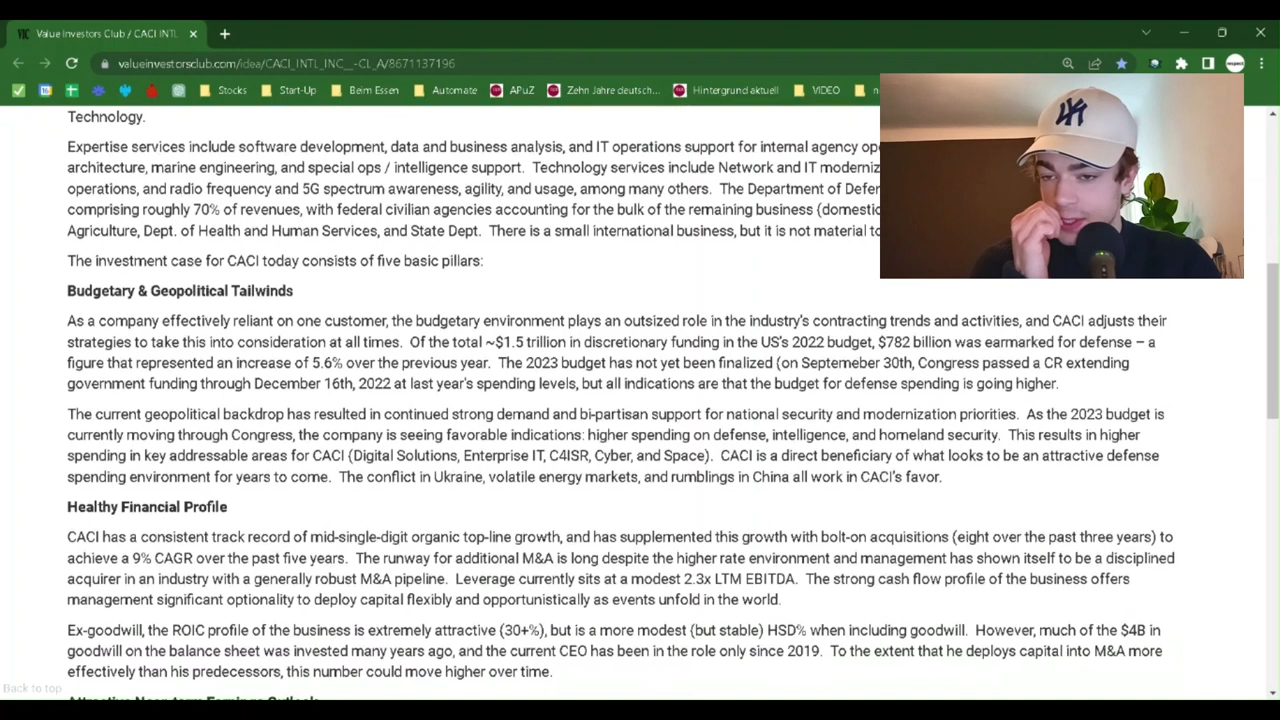 Value Investors Club / CACI INTL
valueinvestorsclub.com/idea/CACI_INTL_INC__-CL_A/8671137196
Stocks
Start-Up
Beim Essen
Automate
APuZ
Zehn Jahre deutsch...
Hintergrund aktuell
VIDEO
Technology.
Expertise services include software development, data and business analysis, and IT operations support for internal agency
architecture, marine engineering, and special ops / intelligence support. Technology services include Network and IT
operations, and radio frequency and 5G spectrum awareness, agility, and usage, among many others. The Department of
comprising roughly 70% of revenues, with federal civilian agencies accounting for the bulk of the remaining business
Agriculture, Dept. of Health and Human Services, and State Dept. There is a small international business, but it is not material
The investment case for CACI today consists of five basic pillars:
Budgetary & Geopolitical Tailwinds
As a company effectively reliant on one customer, the budgetary environment plays an outsized role in the industry's contracting trends and activities, and CACI adjusts their
strategies to take this into consideration at all times. Of the total ~$1.5 trillion in discretionary funding in the US's 2022 budget, $782 billion was earmarked for defense – a
figure that represented an increase of 5.6% over the previous year. The 2023 budget has not yet been finalized (on Septemeber 30th, Congress passed a CR extending
government funding through December 16th, 2022 at last year's spending levels, but all indications are that the budget for defense spending is going higher.
The current geopolitical backdrop has resulted in continued strong demand and bi-partisan support for national security and modernization priorities. As the 2023 budget is
currently moving through Congress, the company is seeing favorable indications: higher spending on defense, intelligence, and homeland security. This results in higher
spending in key addressable areas for CACI (Digital Solutions, Enterprise IT, C4ISR, Cyber, and Space). CACI is a direct beneficiary of what looks to be an attractive defense
spending environment for years to come. The conflict in Ukraine, volatile energy markets, and rumblings in China all work in CACI's favor.
Healthy Financial Profile
CACI has a consistent track record of mid-single-digit organic top-line growth, and has supplemented this growth with bolt-on acquisitions (eight over the past three years) to
achieve a 9% CAGR over the past five years. The runway for additional M&A is long despite the higher rate environment and management has shown itself to be a disciplined
acquirer in an industry with a generally robust M&A pipeline. Leverage currently sits at a modest 2.3x LTM EBITDA. The strong cash flow profile of the business offers
management significant optionality to deploy capital flexibly and opportunistically as events unfold in the world.
Ex-goodwill, the ROIC profile of the business is extremely attractive (30+%), but is a more modest (but stable) HSD% when including goodwill. However, much of the $4B in
goodwill on the balance sheet was invested many years ago, and the current CEO has been in the role only since 2019. To the extent that he deploys capital into M&A more
effectively than his predecessors, this number could move higher over time.
Back to top
Attractive Near-term Earnings Outlook